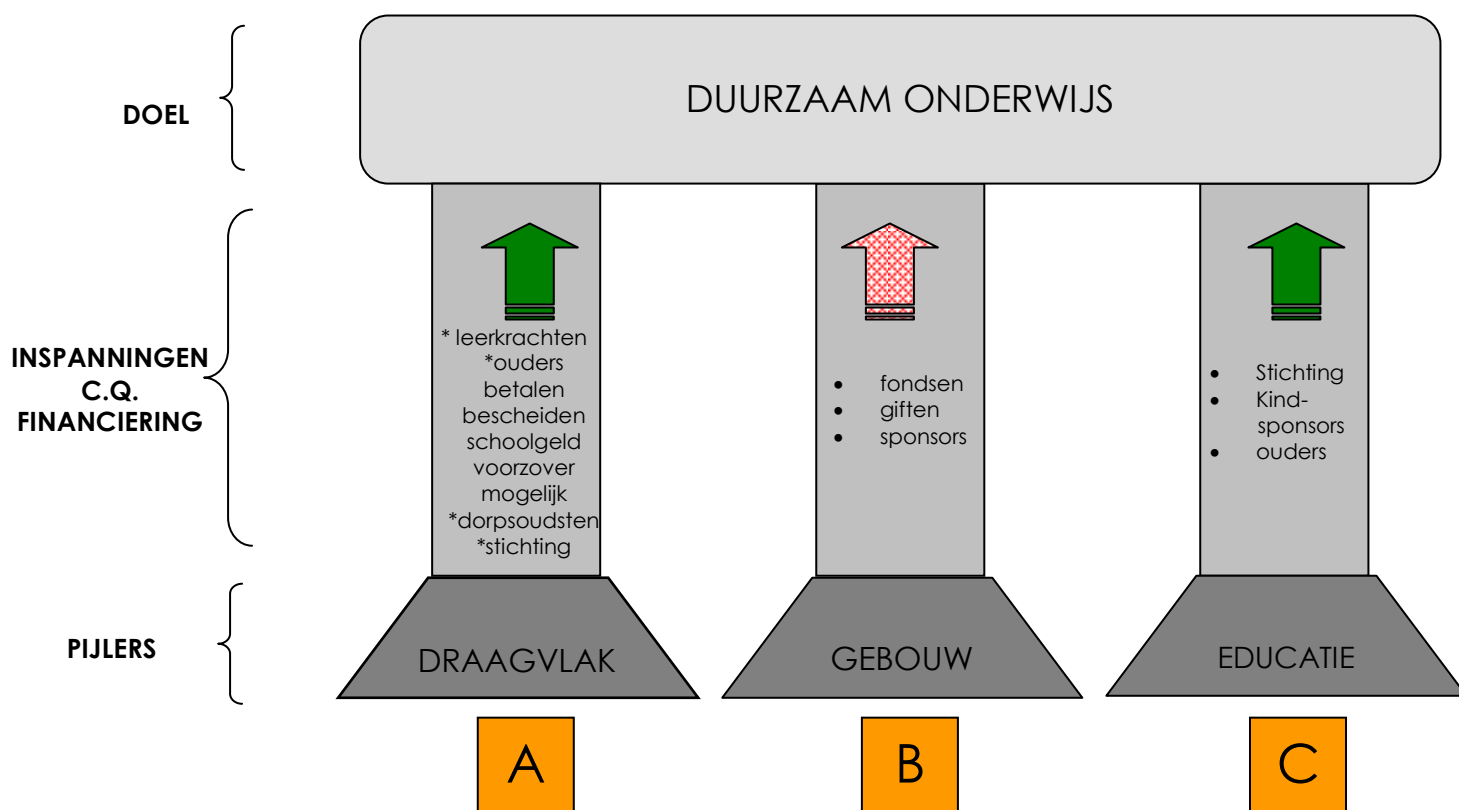 DOEL
DUURZAAM ONDERWIJS
INSPANNINGEN
C.Q.
FINANCIERING
* leerkrachten
*ouders
betalen
bescheiden
schoolgeld
voorzover
mogelijk
*dorpsoudsten
*stichting
• fondsen
• giften
• sponsors
• Stichting
• Kind-
sponsors
• ouders
PIJLERS
DRAAGVLAK
GEBOUW
EDUCATIE
A
B
C